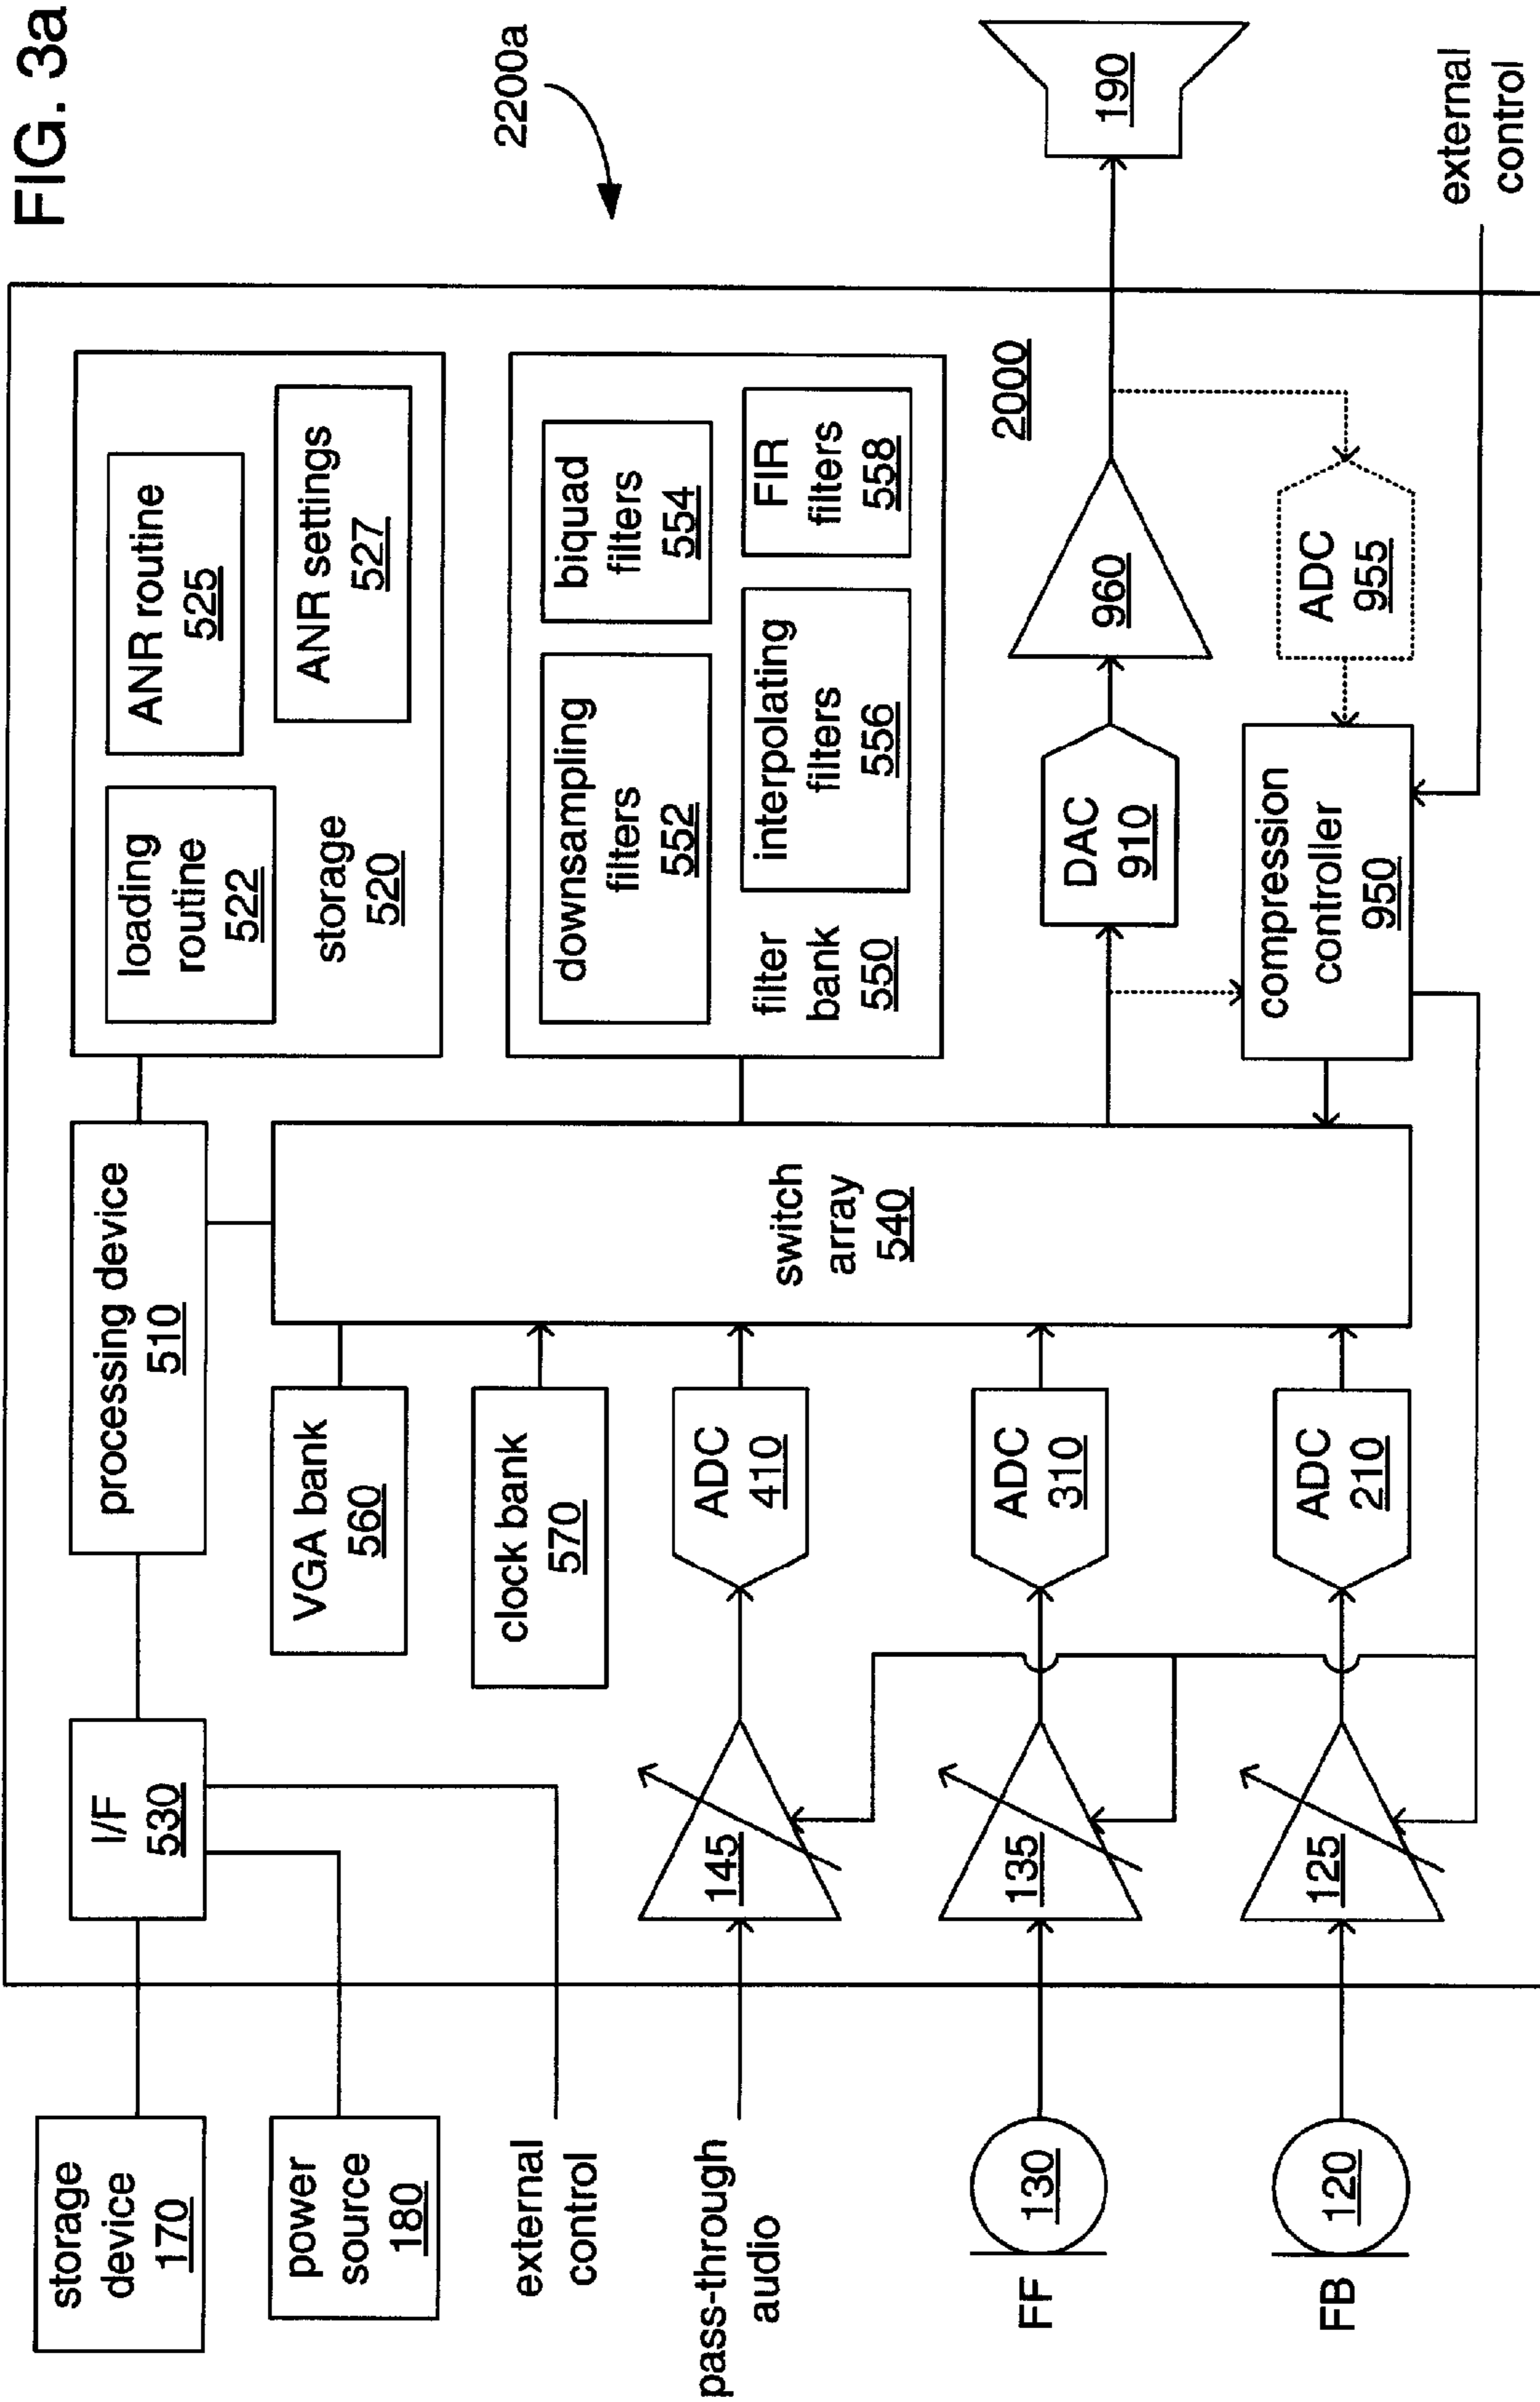 FIG. 3a
2200a
storage
device
170
I/F
530
processing device
510
loading
routine
522
ANR routine
525
storage
520
ANR settings
527
power
source
180
VGA bank
560
external
control
clock bank
570
downsampling
filters
552
biquad
filters
554
filter
bank
550
interpolating
filters
556
FIR
filters
558
pass-through
audio
145
ADC
410
switch
array
540
2000
FF
130
135
ADC
310
DAC
910
960
190
FB
120
125
ADC
210
compression
controller
950
ADC
955
external
control